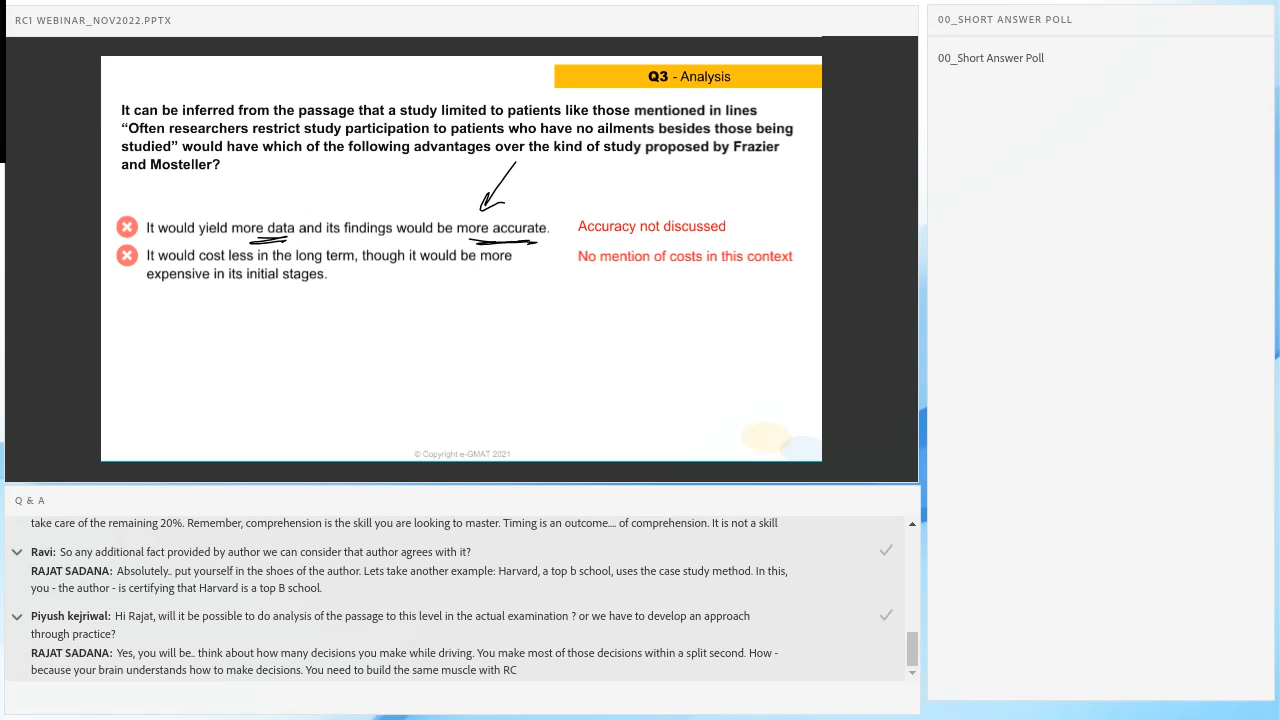 RC1 WEBINAR_NOV2022.PPTX
Q3 - Analysis
It can be inferred from the passage that a study limited to patients like those mentioned in lines
“Often researchers restrict study participation to patients who have no ailments besides those being
studied” would have which of the following advantages over the kind of study proposed by Frazier
and Mosteller?
It would yield more data and its findings would be more accurate.
Accuracy not discussed
It would cost less in the long term, though it would be more
expensive in its initial stages.
No mention of costs in this context
© Copyright e-GMAT 2021
Q & A
take care of the remaining 20%. Remember, comprehension is the skill you are looking to master. Timing is an outcome.... of comprehension. It is not a skill
Ravi: So any additional fact provided by author we can consider that author agrees with it?
RAJAT SADANA: Absolutely.. put yourself in the shoes of the author. Lets take another example: Harvard, a top b school, uses the case study method. In this,
you - the author - is certifying that Harvard is a top B school.
Piyush kejriwal: Hi Rajat, will it be possible to do analysis of the passage to this level in the actual examination ? or we have to develop an approach
through practice?
RAJAT SADANA: Yes, you will be.. think about how many decisions you make while driving. You make most of those decisions within a split second. How -
because your brain understands how to make decisions. You need to build the same muscle with RC
00_SHORT ANSWER POLL
00_Short Answer Poll